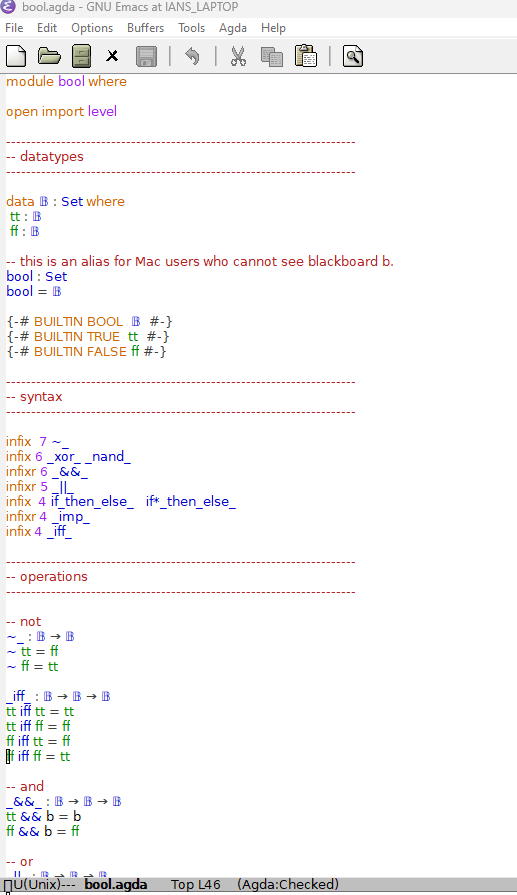 bool.agda - GNU Emacs at IANS_LAPTOP
File Edit Options Buffers Tools Agda Help
module bool where
open import level
----------------------------------------------------------------------
-- datatypes
----------------------------------------------------------------------
data 𝔹 : Set where
 tt : 𝔹
 ff : 𝔹
-- this is an alias for Mac users who cannot see blackboard b.
bool : Set
bool = 𝔹
{-# BUILTIN BOOL  𝔹  #-}
{-# BUILTIN TRUE  tt  #-}
{-# BUILTIN FALSE ff #-}
----------------------------------------------------------------------
-- syntax
----------------------------------------------------------------------
infix  7 ~_
infix 6 _xor_ _nand_
infixr 6 _&&_
infixr 5 _||_
infix  4 if_then_else_   if*_then_else_
infixr 4 _imp_
infix 4 _iff_
----------------------------------------------------------------------
-- operations
----------------------------------------------------------------------
-- not
~_ : 𝔹 → 𝔹
~ tt = ff
~ ff = tt
_iff_ : 𝔹 → 𝔹 → 𝔹
tt iff tt = tt
tt iff ff = ff
ff iff tt = ff
ff iff ff = tt
-- and
_&&_ : 𝔹 → 𝔹 → 𝔹
tt && b = b
ff && b = ff
-- or
_||_ : 𝔹 → 𝔹 → 𝔹
U(Unix)--- bool.agda Top L46 (Agda:Checked)